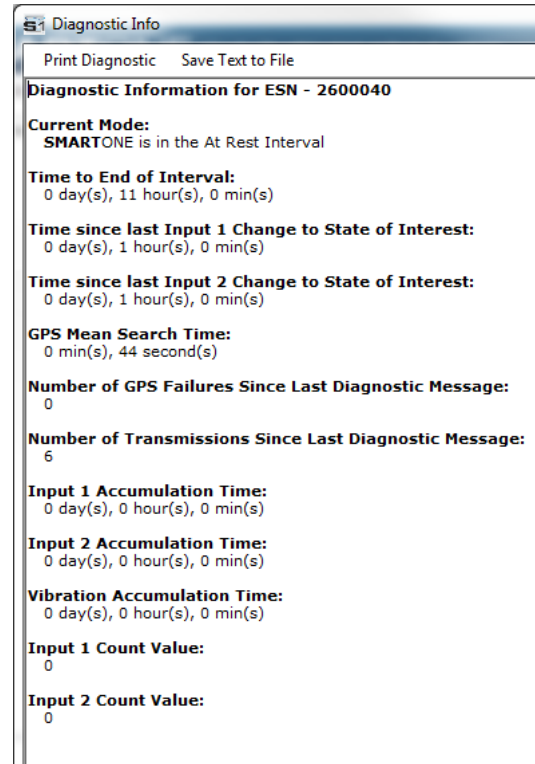 S1 Diagnostic Info
Print Diagnostic Save Text to File
Diagnostic Information for ESN - 2600040
Current Mode:
SMARTONE is in the At Rest Interval
Time to End of Interval:
0 day(s), 11 hour(s), 0 min(s)
Time since last Input 1 Change to State of Interest:
0 day(s), 1 hour(s), 0 min(s)
Time since last Input 2 Change to State of Interest:
0 day(s), 1 hour(s), 0 min(s)
GPS Mean Search Time:
0 min(s), 44 second(s)
Number of GPS Failures Since Last Diagnostic Message:
0
Number of Transmissions Since Last Diagnostic Message:
6
Input 1 Accumulation Time:
0 day(s), 0 hour(s), 0 min(s)
Input 2 Accumulation Time:
0 day(s), 0 hour(s), 0 min(s)
Vibration Accumulation Time:
0 day(s), 0 hour(s), 0 min(s)
Input 1 Count Value:
0
Input 2 Count Value:
0